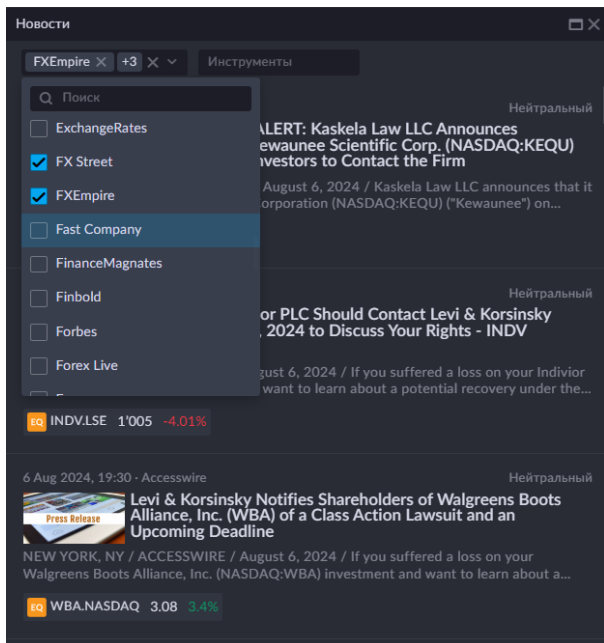 Новости
FXEmpire +3
Инструменты
Поиск
ExchangeRates
FX Street
FXEmpire
Fast Company
FinanceMagnates
Finbold
Forbes
Forex Live
Нейтральный
ALERT: Kaskela Law LLC Announces
ewaunee Scientific Corp. (NASDAQ:KEQU)
nvestors to Contact the Firm
August 6, 2024 / Kaskela Law LLC announces that it
orporation (NASDAQ:KEQU) ("Kewaunee") on...
Нейтральный
or PLC Should Contact Levi & Korsinsky
, 2024 to Discuss Your Rights - INDV
gust 6, 2024 / If you suffered a loss on your Indivior
want to learn about a potential recovery under the...
EQ INDV.LSE 1'005 -4.01%
6 Aug 2024, 19:30 · Accesswire
Нейтральный
Press Release
Levi & Korsinsky Notifies Shareholders of Walgreens Boots
Alliance, Inc. (WBA) of a Class Action Lawsuit and an
Upcoming Deadline
NEW YORK, NY / ACCESSWIRE / August 6, 2024 / If you suffered a loss on your
Walgreens Boots Alliance, Inc. (NASDAQ:WBA) investment and want to learn about a...
EQ WBA.NASDAQ 3.08 3.4%